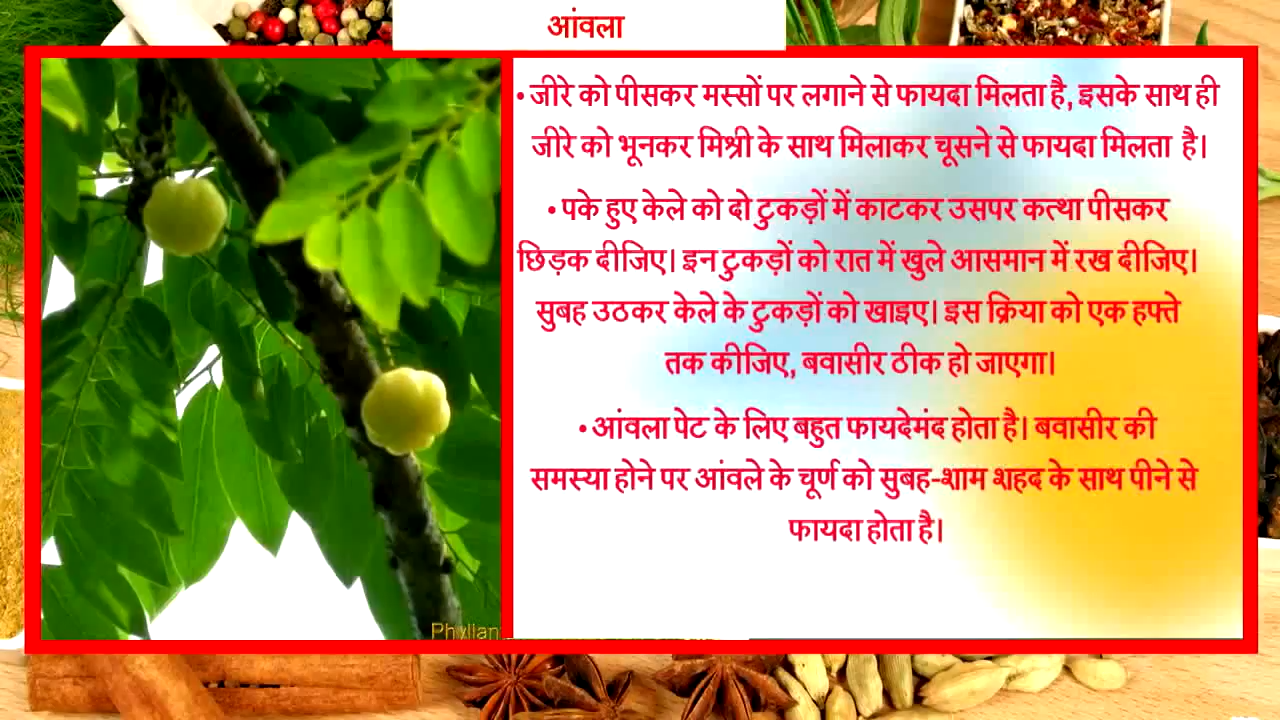 आंवला
• जीरे को पीसकर मस्सों पर लगाने से फायदा मिलता है, इसके साथ ही
जीरे को भूनकर मिश्री के साथ मिलाकर चूसने से फायदा मिलता है।
• पके हुए केले को दो टुकड़ों में काटकर उसपर कत्था पीसकर
छिड़क दीजिए। इन टुकड़ों को रात में खुले आसमान में रख दीजिए।
सुबह उठकर केले के टुकड़ों को खाइए। इस क्रिया को एक हफ्ते
तक कीजिए, बवासीर ठीक हो जाएगा।
• आंवला पेट के लिए बहुत फायदेमंद होता है। बवासीर की
समस्या होने पर आंवले के चूर्ण को सुबह-शाम शहद के साथ पीने से
फायदा होता है।